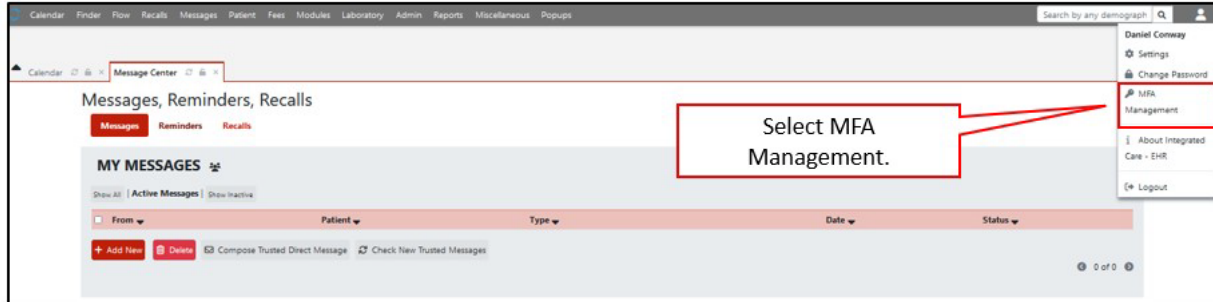 Calendar Finder Flow Recalls Messages Patient Fees Modules Laboratory Admin Reports Miscellaneous Popups
Search by any demograph
Daniel Conway
Settings
Change Password
MFA
Management
About Integrated
Care - EHR
Logout
Calendar Message Center
Messages, Reminders, Recalls
Messages Reminders Recalls
Select MFA
Management.
MY MESSAGES
Show All | Active Messages | Show Inactive
From Patient Type Date Status
+ Add New Delete Compose Trusted Direct Message Check New Trusted Messages
0 of 0